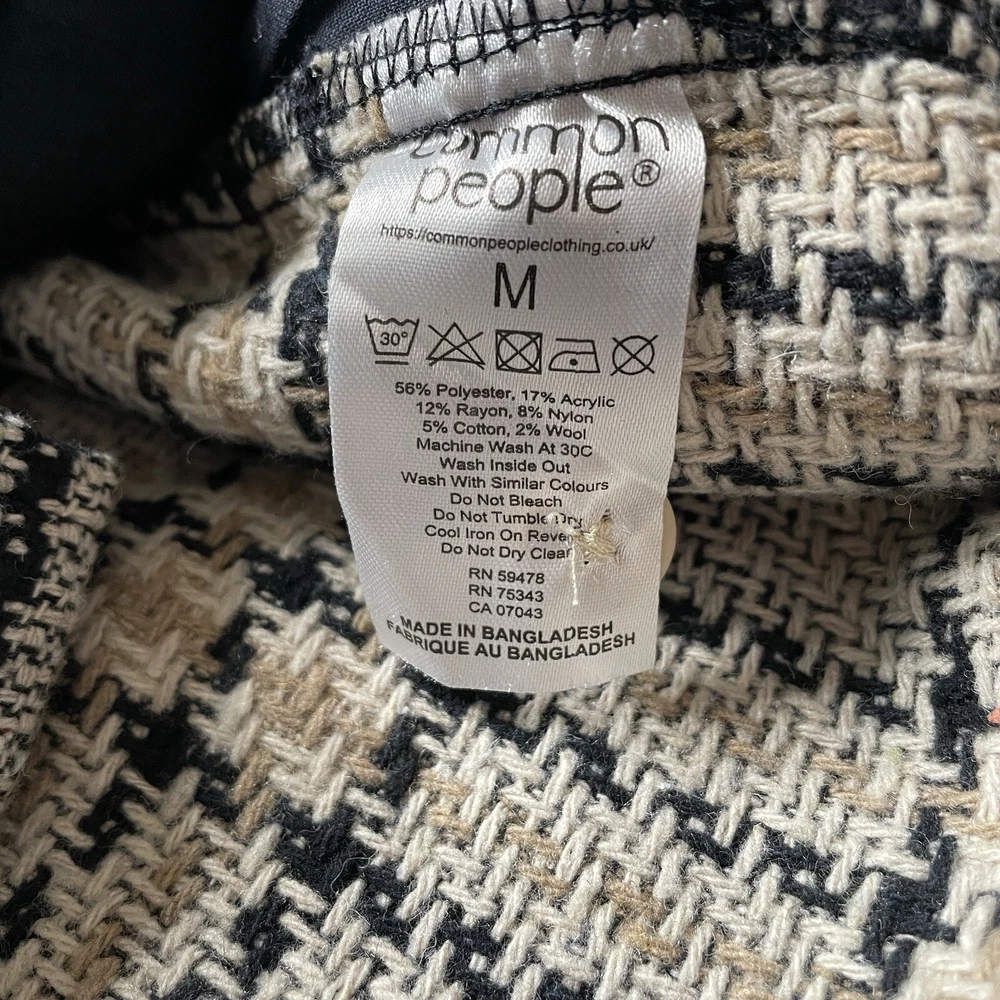 common
people®
https://commonpeopleclothing.co.uk/
M
30°
56% Polyester, 17% Acrylic
12% Rayon, 8% Nylon
5% Cotton, 2% Wool
Machine Wash At 30C
Wash Inside Out
Wash With Similar Colours
Do Not Bleach
Do Not Tumble Dry
Cool Iron On
Do Not Dry Clean
RN 59478
RN 75343
CA 07043
MADE IN BANGLADESH
FABRIQUE AU BANGLADESH